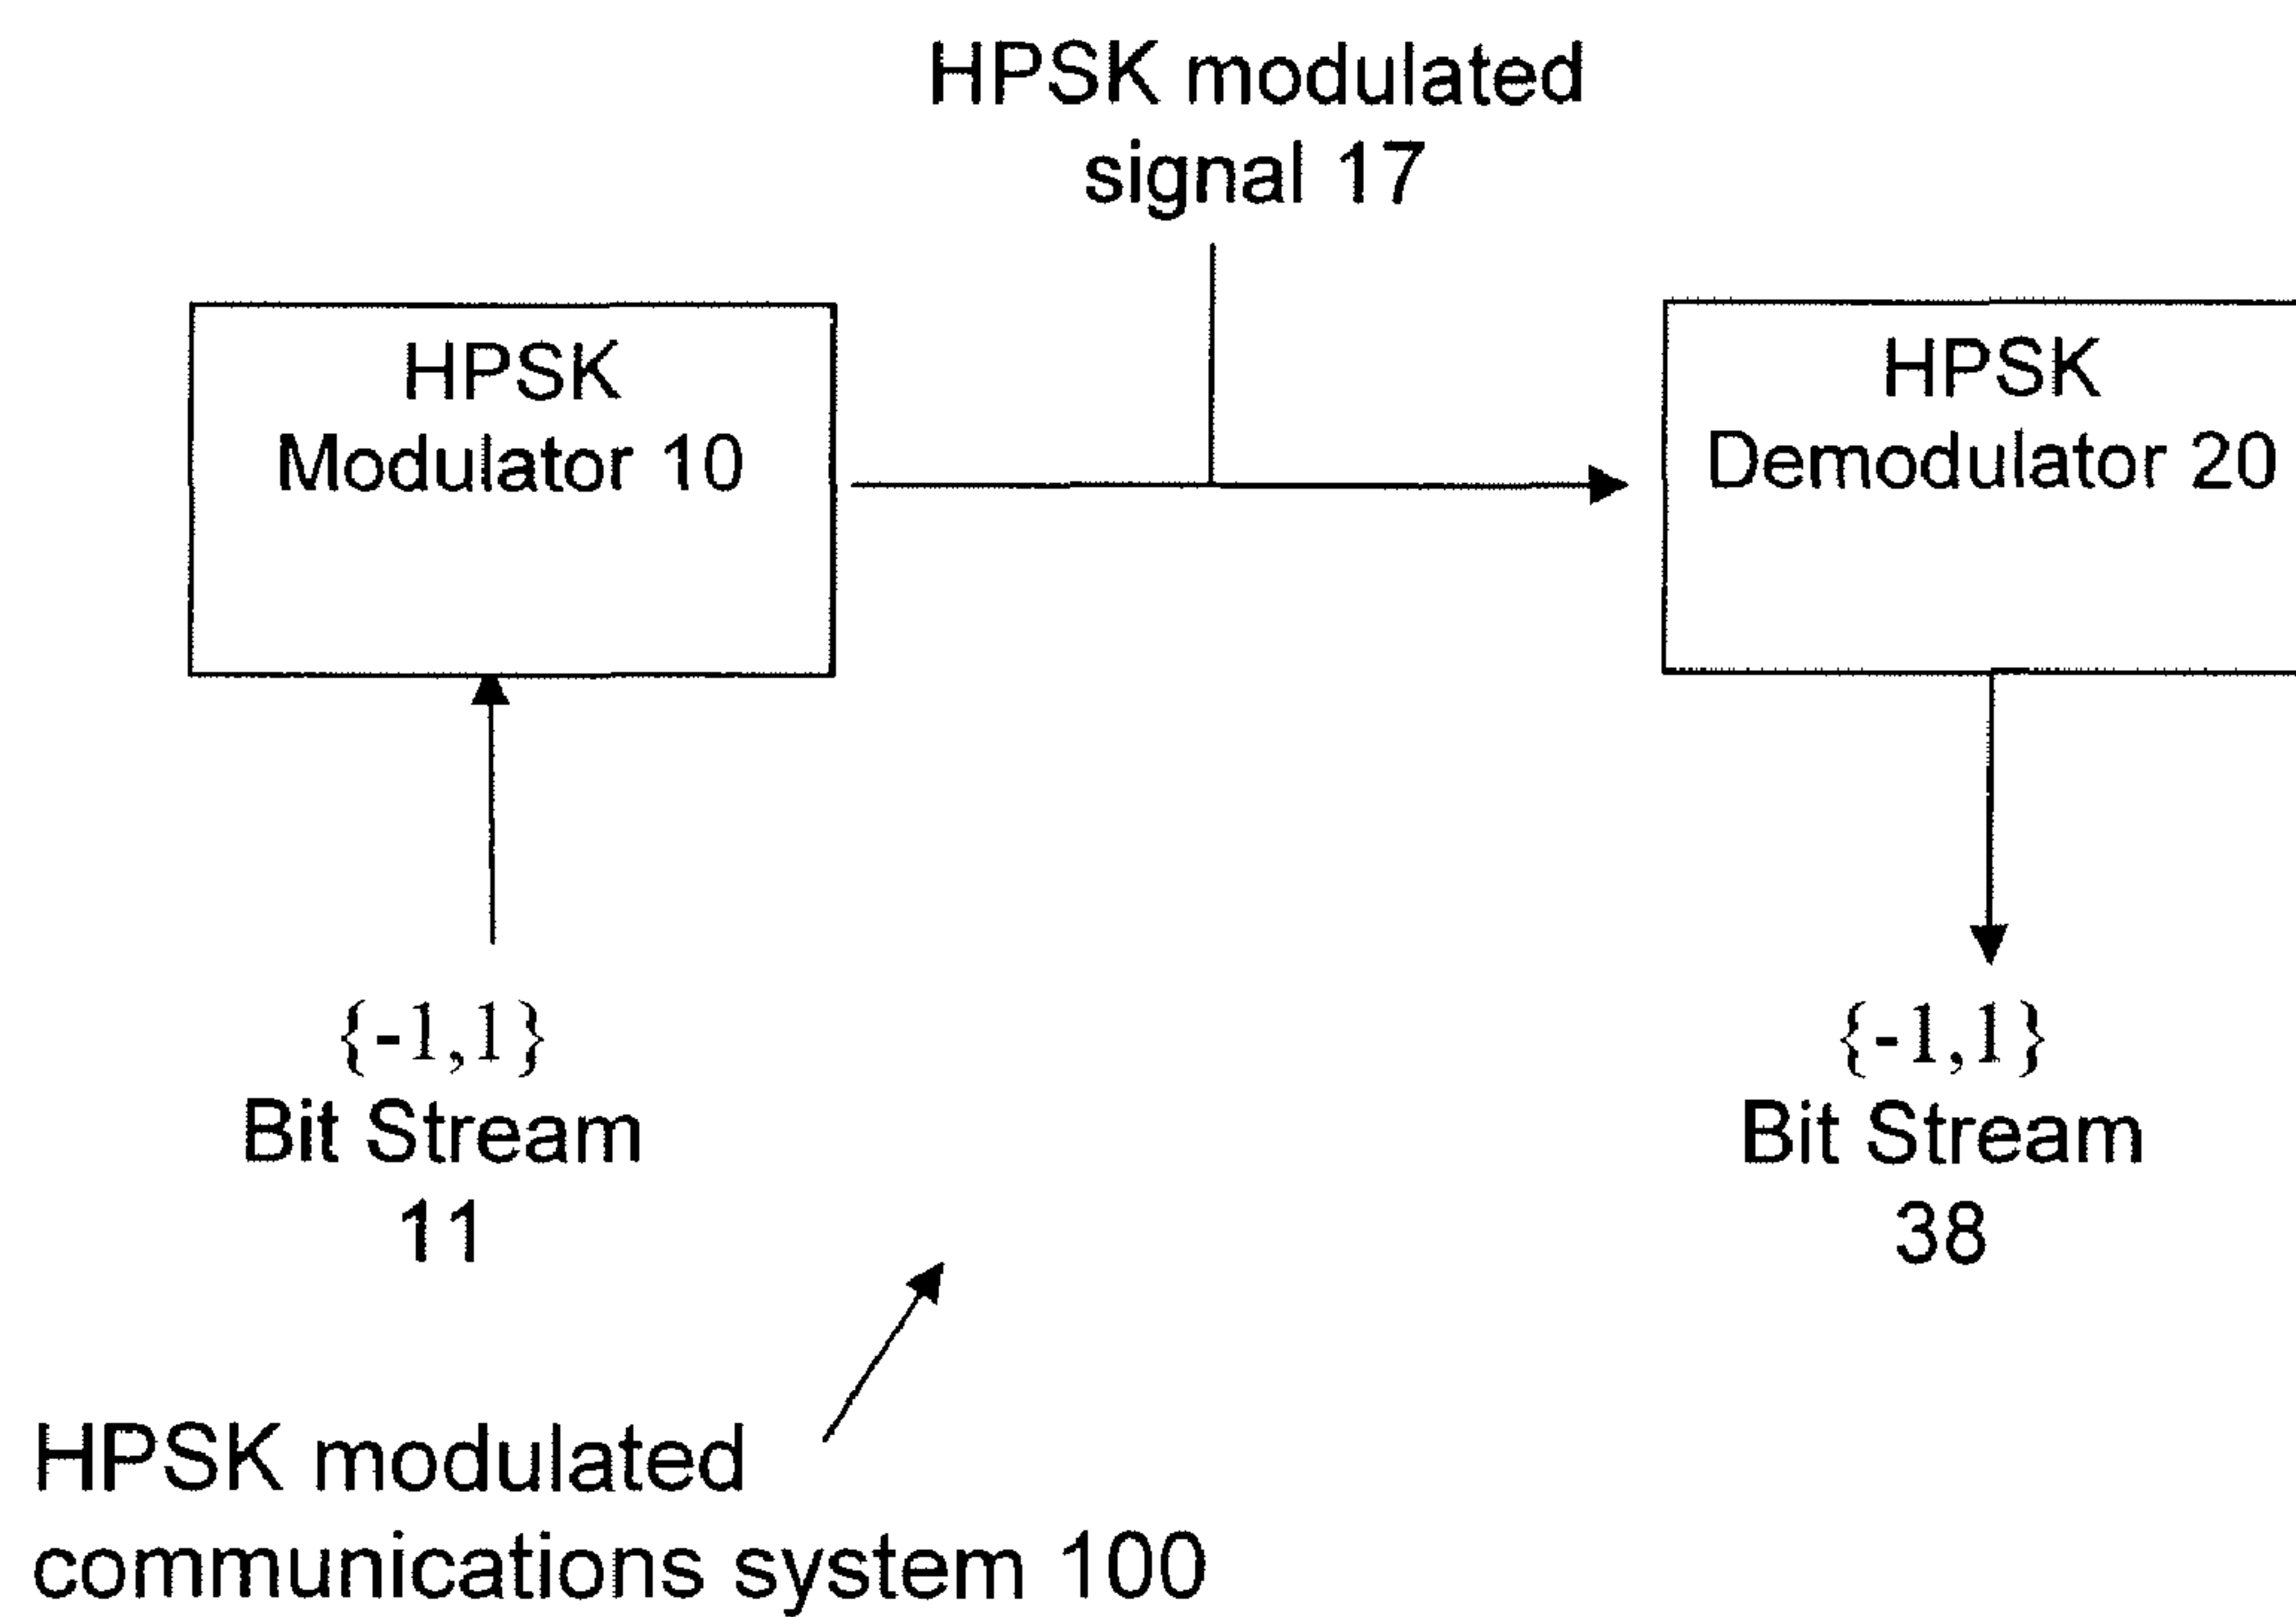 HPSK modulated
signal 17
HPSK
Modulator 10
HPSK
Demodulator 20
{-1,1}
Bit Stream
11
{-1,1}
Bit Stream
38
HPSK modulated
communications system 100